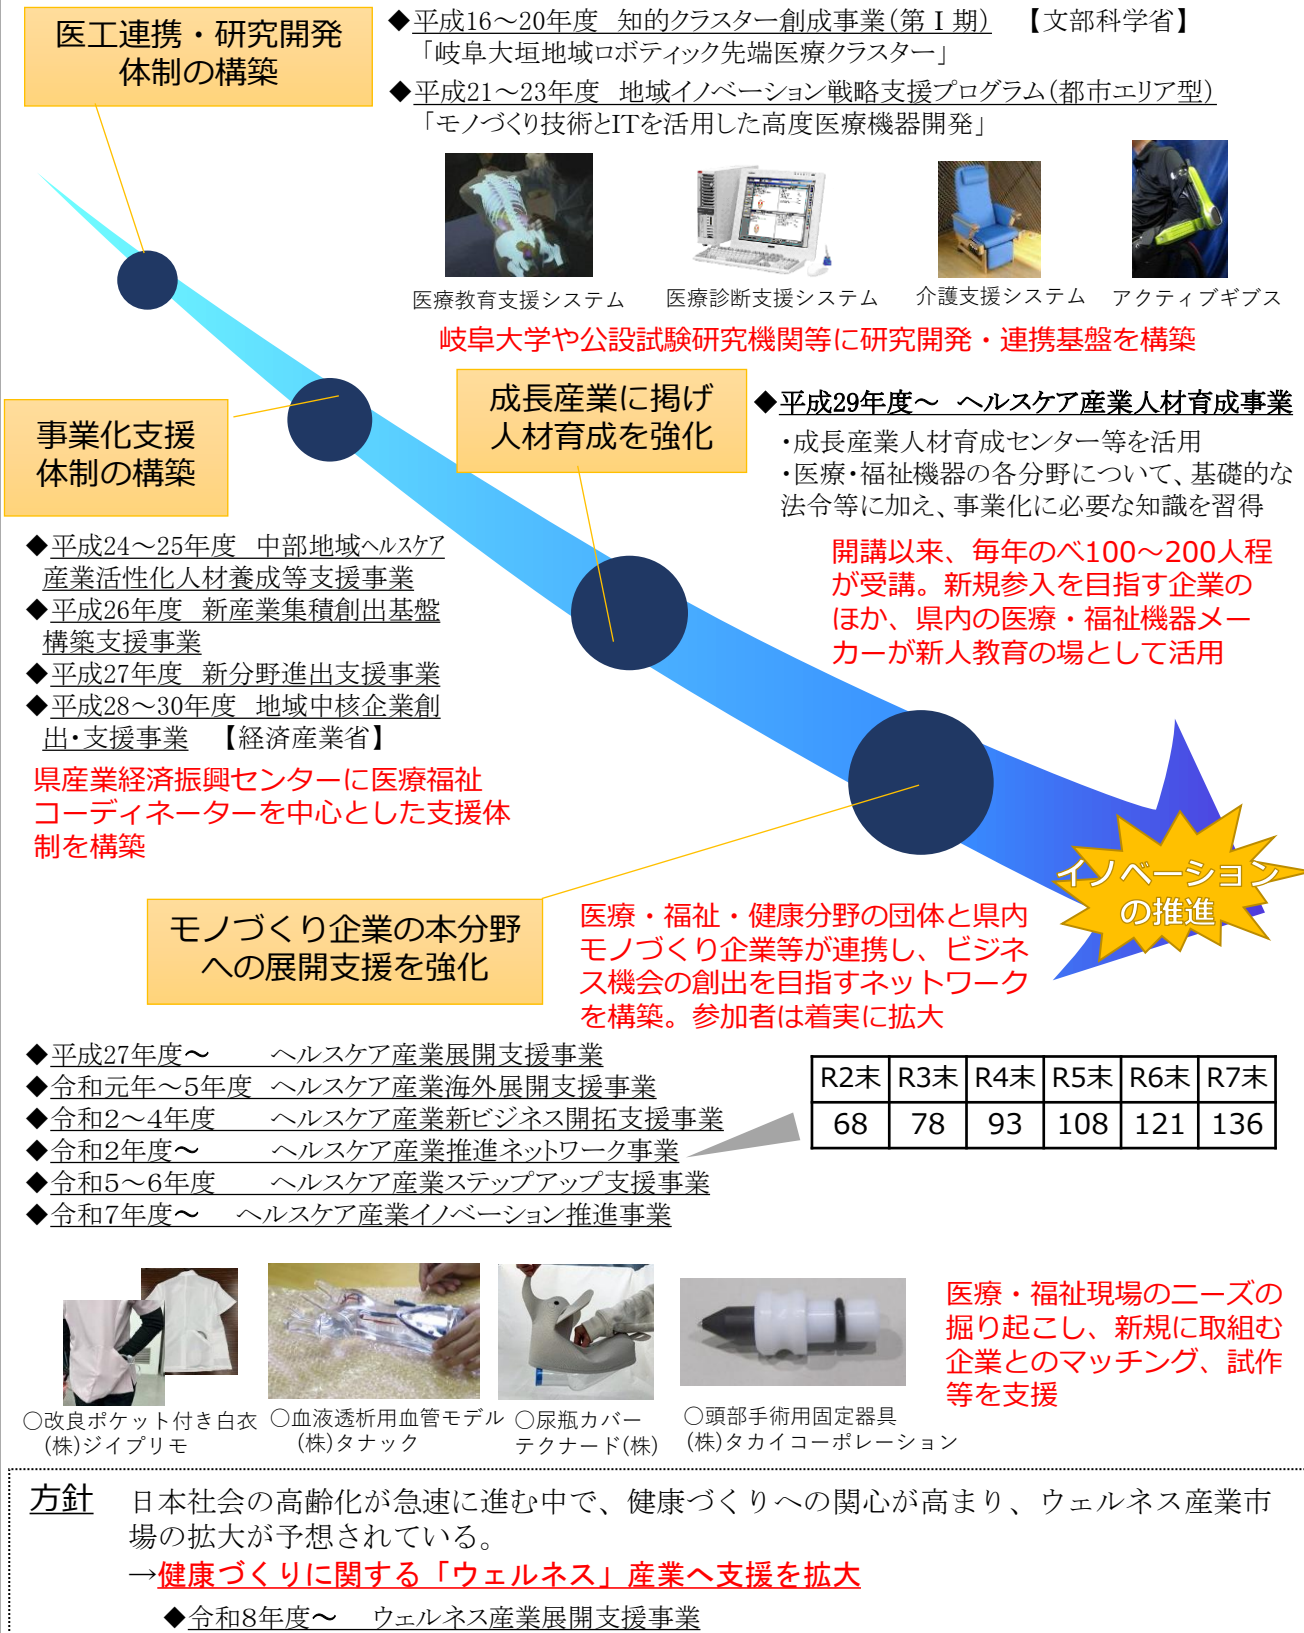 医工連携・研究開発
体制の構築
◆平成16～20年度　知的クラスター創成事業（第Ⅰ期）　【文部科学省】
「岐阜大垣地域ロボティック先端医療クラスター」
◆平成21～23年度　地域イノベーション戦略支援プログラム（都市エリア型）
「モノづくり技術とITを活用した高度医療機器開発」
医療教育支援システム　医療診断支援システム　介護支援システム　アクティブギブス
岐阜大学や公設試験研究機関等に研究開発・連携基盤を構築
事業化支援
体制の構築
◆平成24～25年度　中部地域ヘルスケア
産業活性化人材養成等支援事業
◆平成26年度　新産業集積創出基盤
構築支援事業
◆平成27年度　新分野進出支援事業
◆平成28～30年度　地域中核企業創
出・支援事業　【経済産業省】
県産業経済振興センターに医療福祉
コーディネーターを中心とした支援体
制を構築
成長産業に掲げ
人材育成を強化
◆平成29年度～　ヘルスケア産業人材育成事業
・成長産業人材育成センター等を活用
・医療・福祉機器の各分野について、基礎的な
法令等に加え、事業化に必要な知識を習得
開講以来、毎年のべ100～200人程
が受講。新規参入を目指す企業の
ほか、県内の医療・福祉機器メー
カーが新人教育の場として活用
イノベーション
の推進
モノづくり企業の本分野
への展開支援を強化
医療・福祉・健康分野の団体と県内
モノづくり企業等が連携し、ビジネ
ス機会の創出を目指すネットワーク
を構築。参加者は着実に拡大
◆平成27年度～　ヘルスケア産業展開支援事業
◆令和元年～5年度　ヘルスケア産業海外展開支援事業
◆令和2～4年度　ヘルスケア産業新ビジネス開拓支援事業
◆令和2年度～　ヘルスケア産業推進ネットワーク事業
◆令和5～6年度　ヘルスケア産業ステップアップ支援事業
◆令和7年度～　ヘルスケア産業イノベーション推進事業
R2末 R3末 R4末 R5末 R6末 R7末
68 78 93 108 121 136
○改良ポケット付き白衣
(株)ジイプリモ
○血液透析用血管モデル
(株)タナック
○尿瓶カバー
テクナード(株)
○頭部手術用固定器具
(株)タカイコーポレーション
医療・福祉現場のニーズの
掘り起こし、新規に取組む
企業とのマッチング、試作
等を支援
方針　日本社会の高齢化が急速に進む中で、健康づくりへの関心が高まり、ウェルネス産業市
場の拡大が予想されている。
→健康づくりに関する「ウェルネス」産業へ支援を拡大
◆令和8年度～　ウェルネス産業展開支援事業